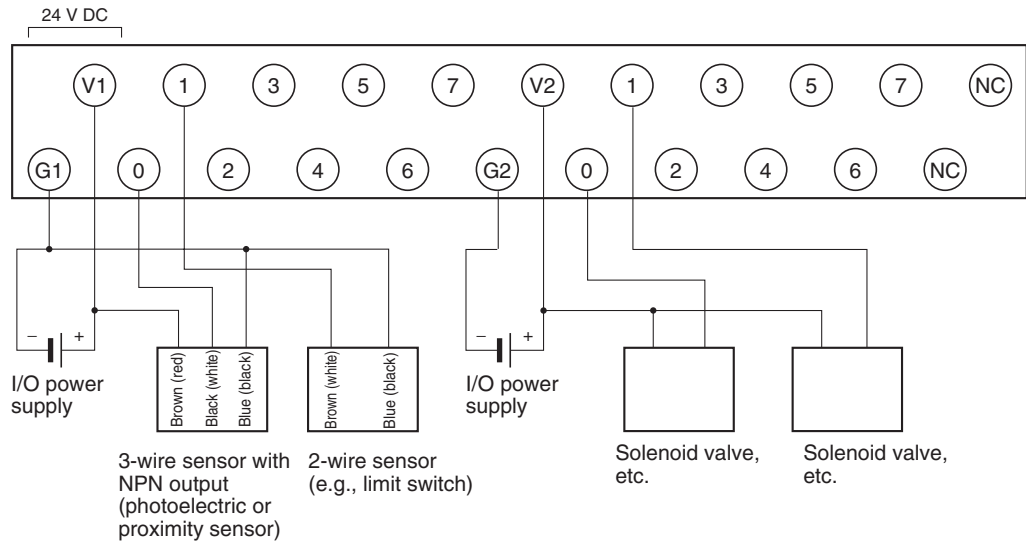 24 V DC
V1 1 3 5 7 V2 1 3 5 7 NC
G1 0 2 4 6 G2 0 2 4 6 NC
– +
– +
I/O power
supply
Brown (red)
Black (white)
Blue (black)
Brown (white)
Blue (black)
I/O power
supply
3-wire sensor with
NPN output
(photoelectric or
proximity sensor)
2-wire sensor
(e.g., limit switch)
Solenoid valve,
etc.
Solenoid valve,
etc.